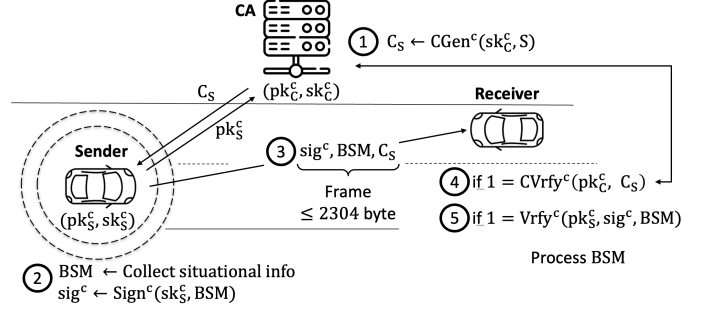 CA
1 C_S ← CGen^c(sk_C^c, S)
C_S
(pk_C^c, sk_C^c)
pk_S^c
Receiver
Sender
3 sig^c, BSM, C_S
Frame
≤ 2304 byte
(pk_S^c, sk_S^c)
4 if 1 = CVrfy^c(pk_C^c, C_S)
5 if 1 = Vrfy^c(pk_S^c, sig^c, BSM)
Process BSM
2 BSM ← Collect situational info
sig^c ← Sign^c(sk_S^c, BSM)